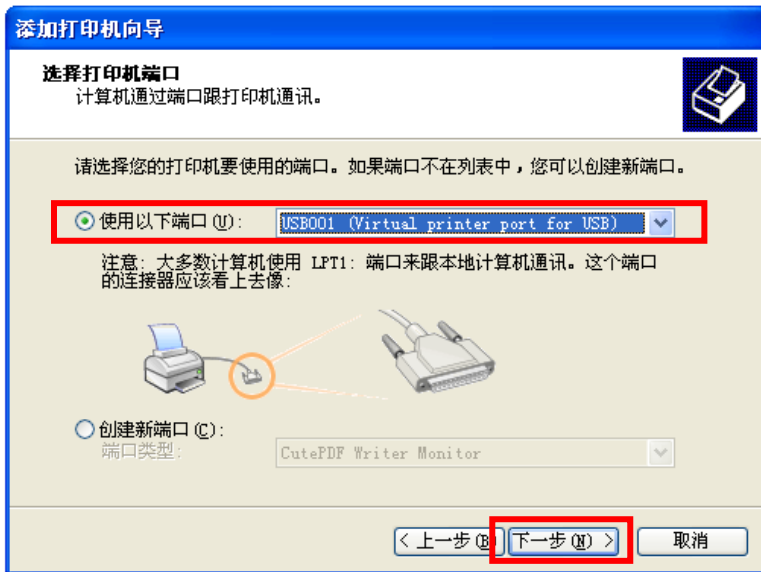 添加打印机向导
选择打印机端口
计算机通过端口跟打印机通讯。
请选择您的打印机要使用的端口。如果端口不在列表中，您可以创建新端口。
使用以下端口(U): USB001 (Virtual printer port for USB)
注意: 大多数计算机使用 LPT1: 端口来跟本地计算机通讯。这个端口
的连接器应该看上去像:
创建新端口(C):
端口类型: CutePDF Writer Monitor
< 上一步(B) 下一步(N) > 取消